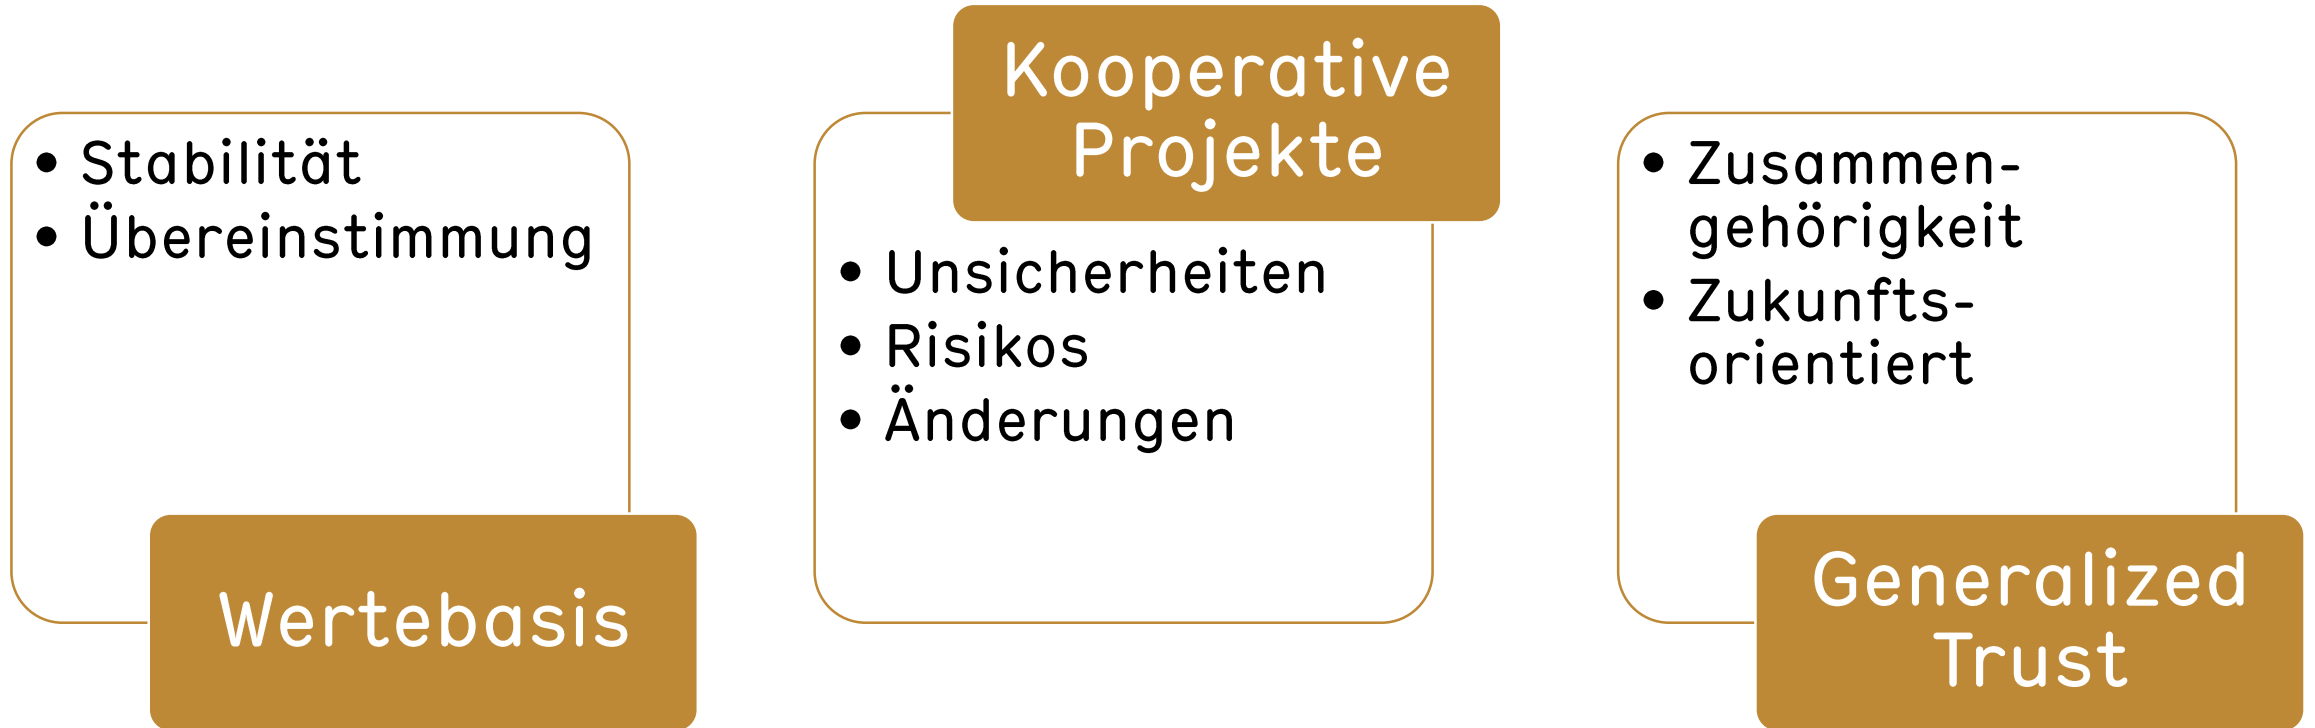 • Stabilität
• Übereinstimmung
Wertebasis
Kooperative
Projekte
• Unsicherheiten
• Risikos
• Änderungen
• Zusammen-
gehörigkeit
• Zukunfts-
orientiert
Generalized
Trust